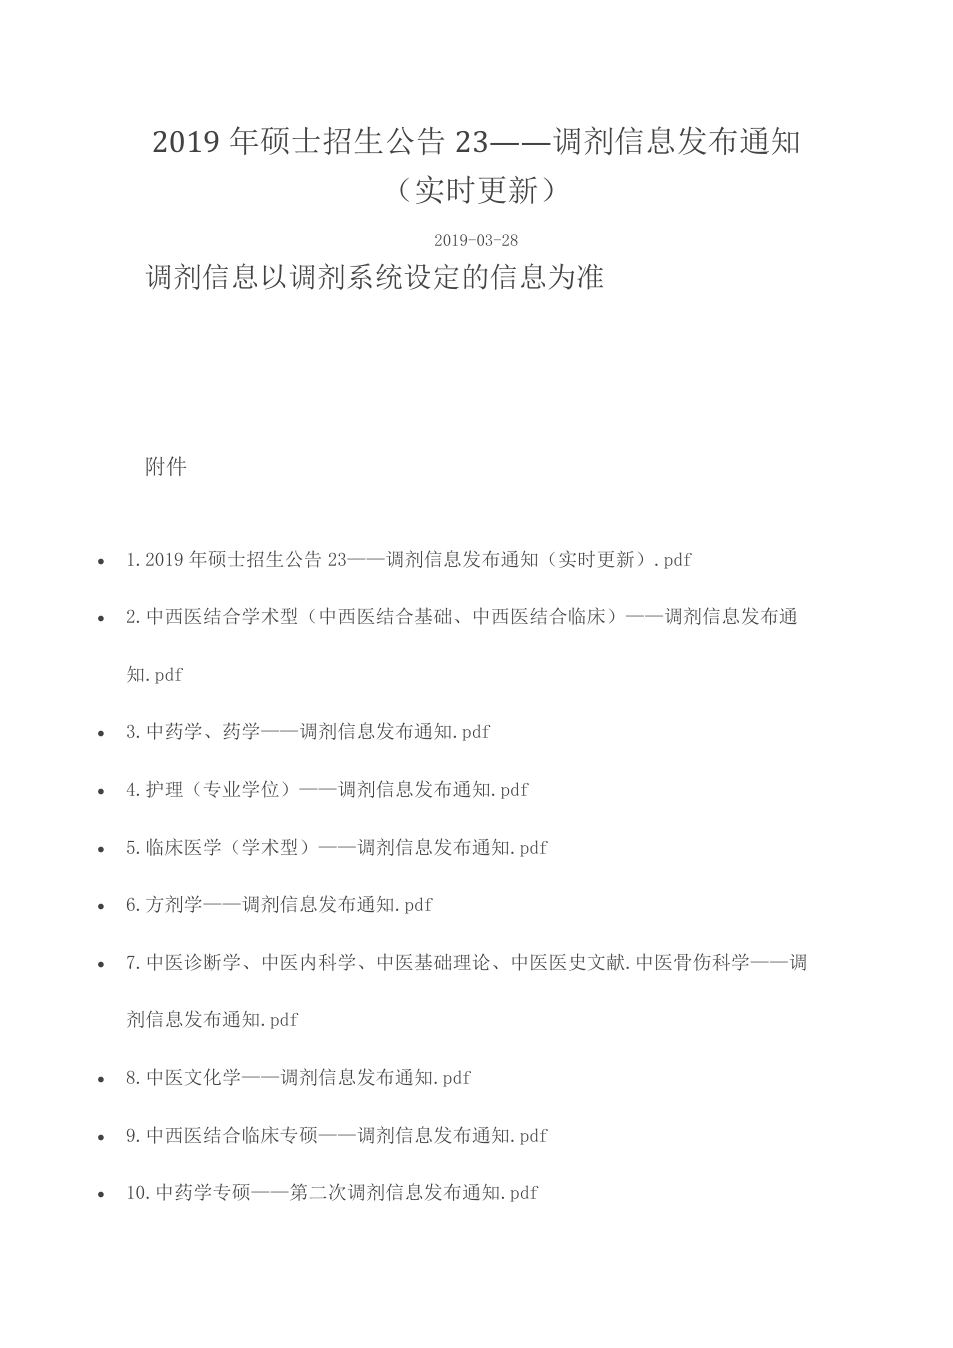 2019 年硕士招生公告 23——调剂信息发布通知
（实时更新）
2019-03-28
调剂信息以调剂系统设定的信息为准
附件
• 1.2019 年硕士招生公告 23——调剂信息发布通知（实时更新）.pdf
• 2.中西医结合学术型（中西医结合基础、中西医结合临床）——调剂信息发布通
知.pdf
• 3.中药学、药学——调剂信息发布通知.pdf
• 4.护理（专业学位）——调剂信息发布通知.pdf
• 5.临床医学（学术型）——调剂信息发布通知.pdf
• 6.方剂学——调剂信息发布通知.pdf
• 7.中医诊断学、中医内科学、中医基础理论、中医医史文献.中医骨伤科学——调
剂信息发布通知.pdf
• 8.中医文化学——调剂信息发布通知.pdf
• 9.中西医结合临床专硕——调剂信息发布通知.pdf
• 10.中药学专硕——第二次调剂信息发布通知.pdf